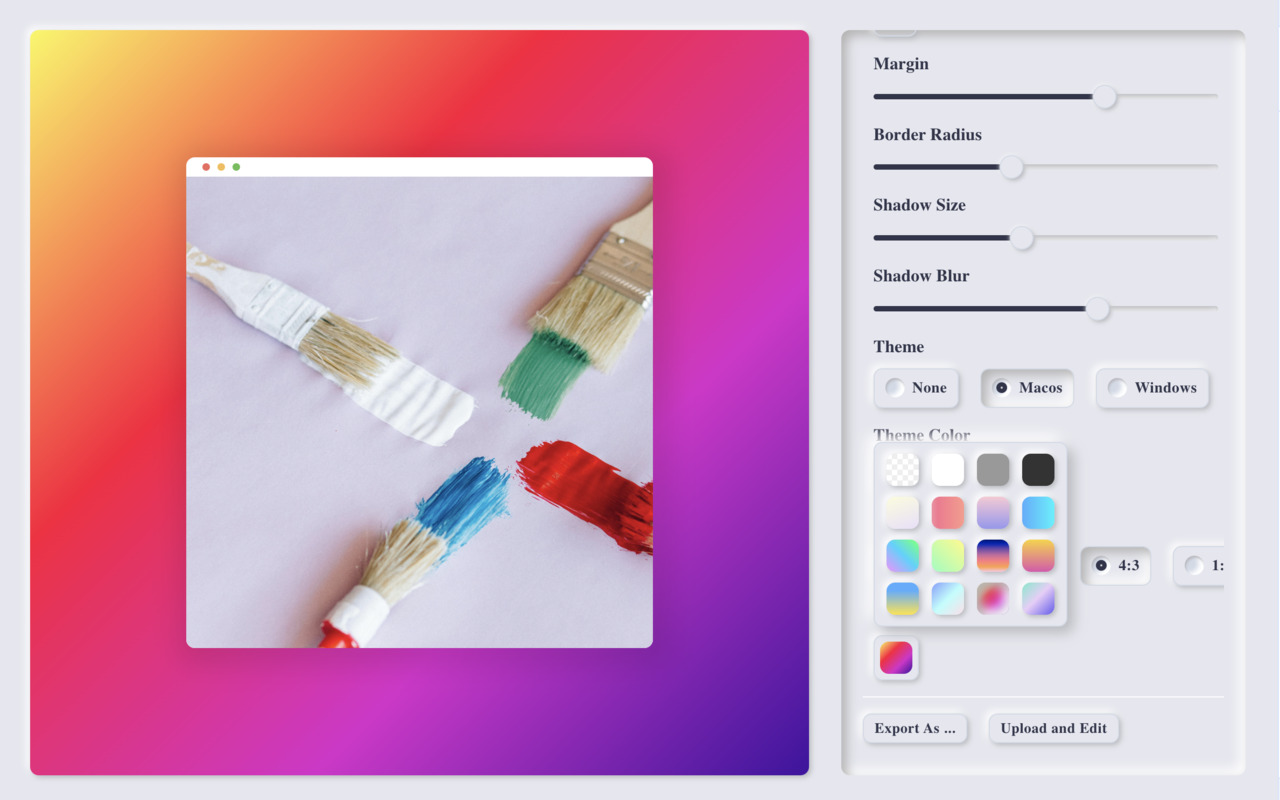 Margin
Border Radius
Shadow Size
Shadow Blur
Theme
None Macos Windows
Theme Color
4:3 1:
Export As ... Upload and Edit